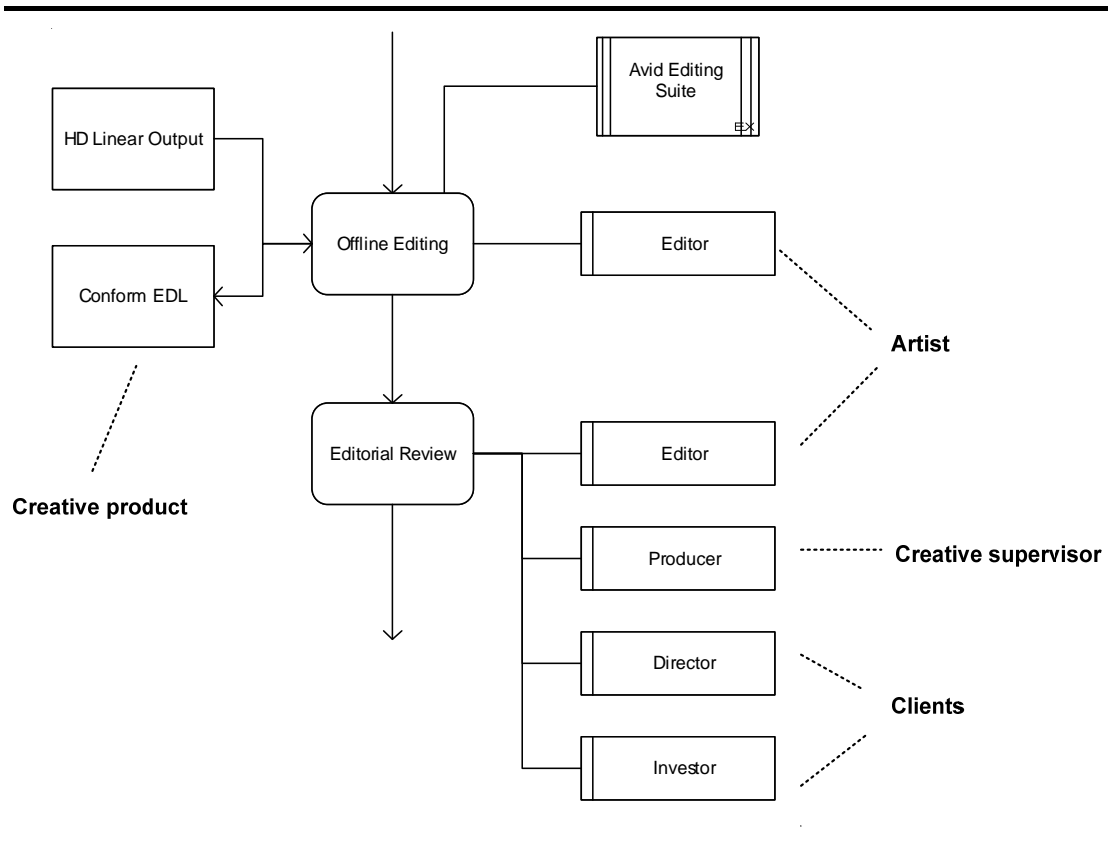 Avid Editing
Suite
EX
HD Linear Output
Offline Editing
Editor
Conform EDL
Artist
Editorial Review
Editor
Creative product
Producer
Creative supervisor
Director
Clients
Investor